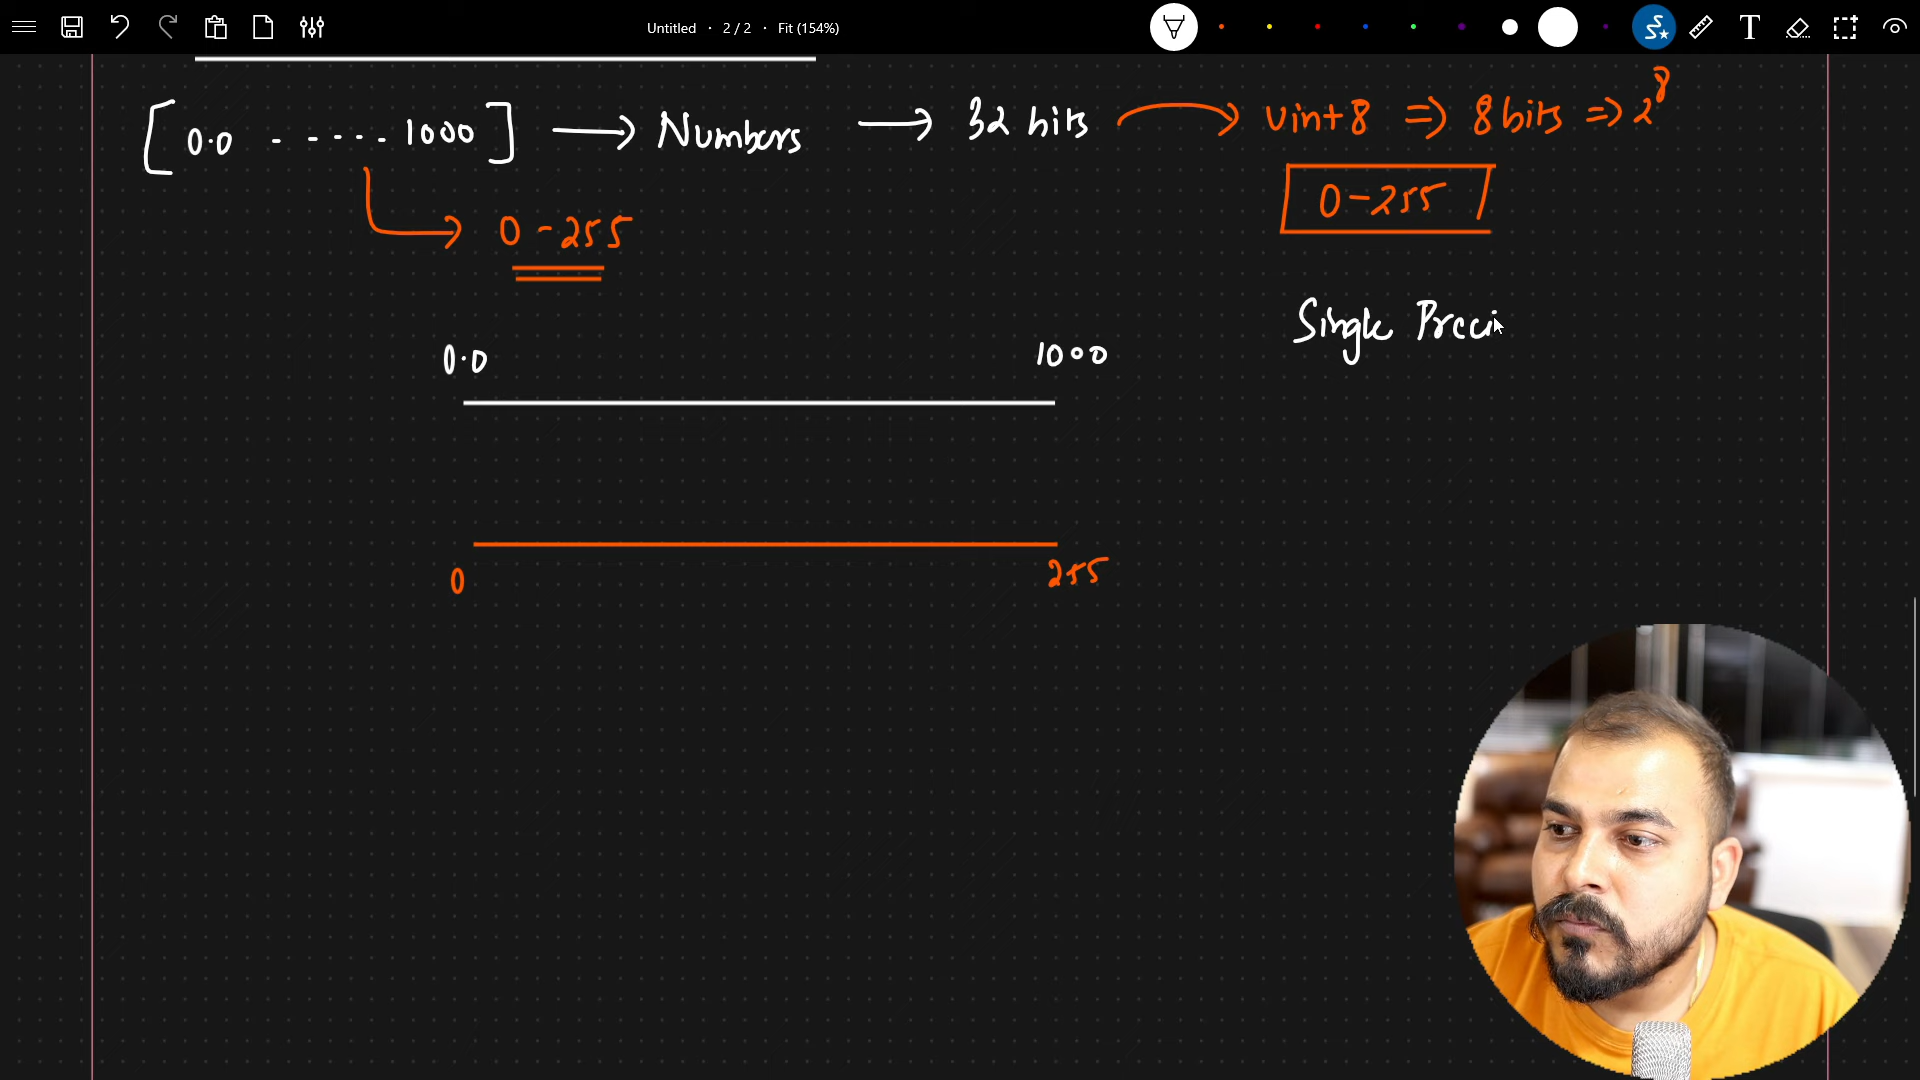 Untitled · 2 / 2 · Fit (154%)
T
[0.0 - - - - - 1000] → Numbers → 32 bits → uint8 ⇒ 8 bits ⇒ 2^8
0 - 255
0 - 255
Single Preci
0.0 1000
0 255